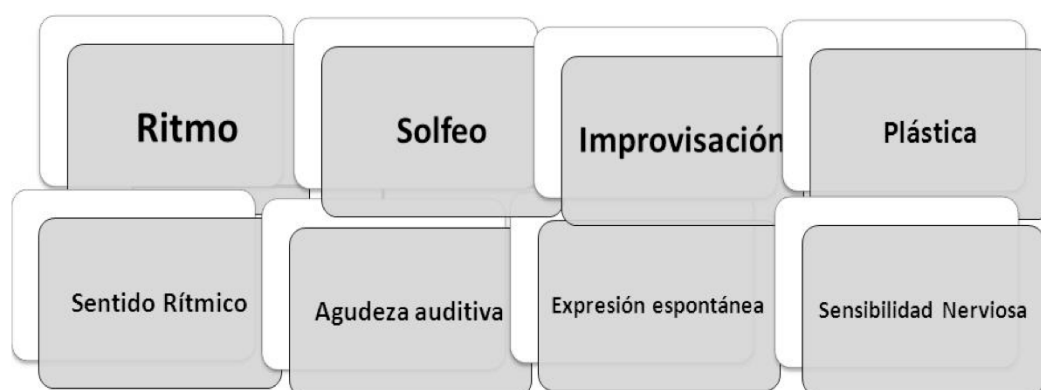 Ritmo
Solfeo
Improvisación
Plástica
Sentido Rítmico
Agudeza auditiva
Expresión espontánea
Sensibilidad Nerviosa